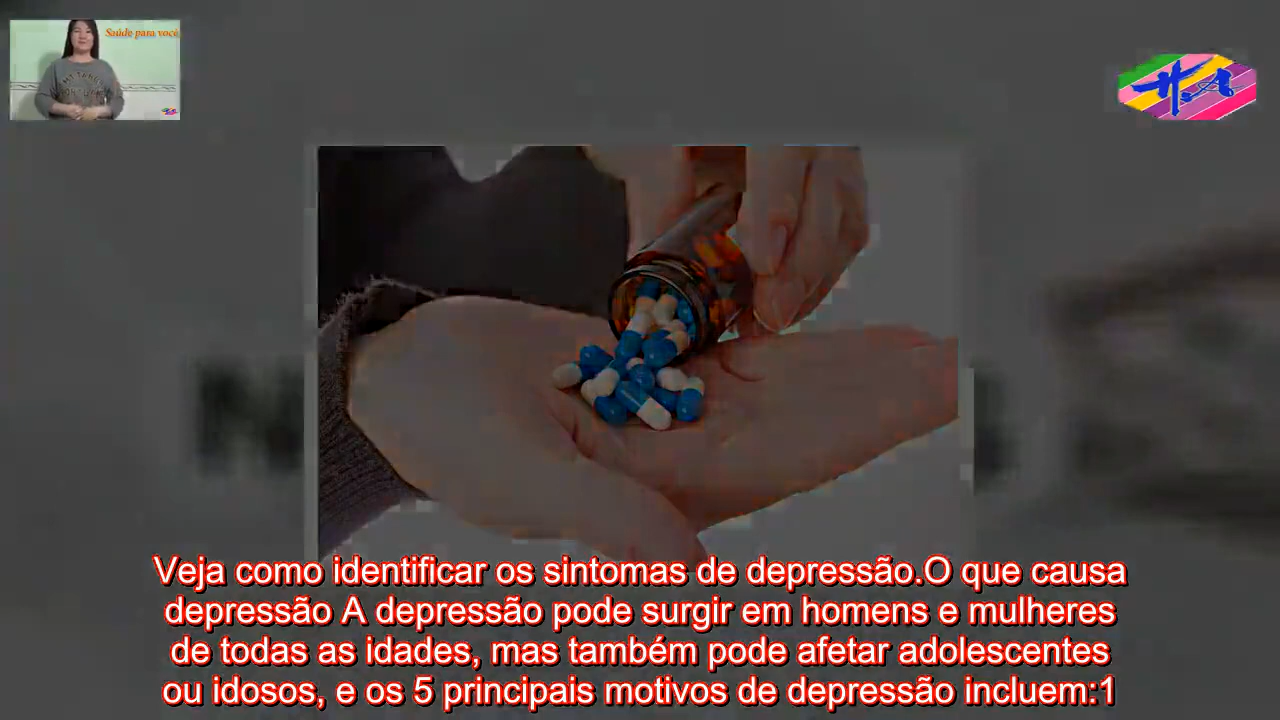 Saúde para você
H.A
Veja como identificar os sintomas de depressão.O que causa
depressão A depressão pode surgir em homens e mulheres
de todas as idades, mas também pode afetar adolescentes
ou idosos, e os 5 principais motivos de depressão incluem:1